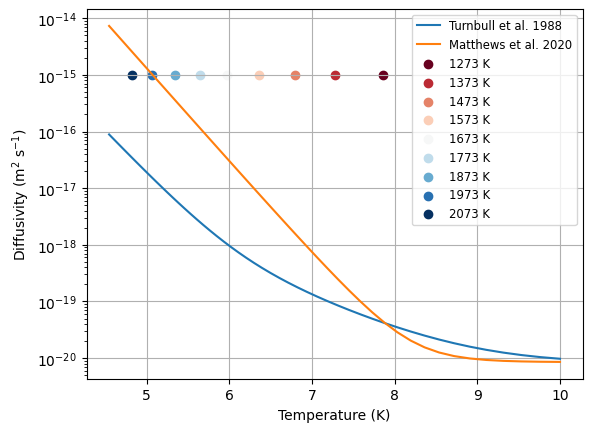 10⁻¹⁴
10⁻¹⁵
10⁻¹⁶
10⁻¹⁷
10⁻¹⁸
10⁻¹⁹
10⁻²⁰
Diffusivity (m² s⁻¹)
Turnbull et al. 1988
Matthews et al. 2020
1273 K
1373 K
1473 K
1573 K
1673 K
1773 K
1873 K
1973 K
2073 K
5 6 7 8 9 10
Temperature (K)